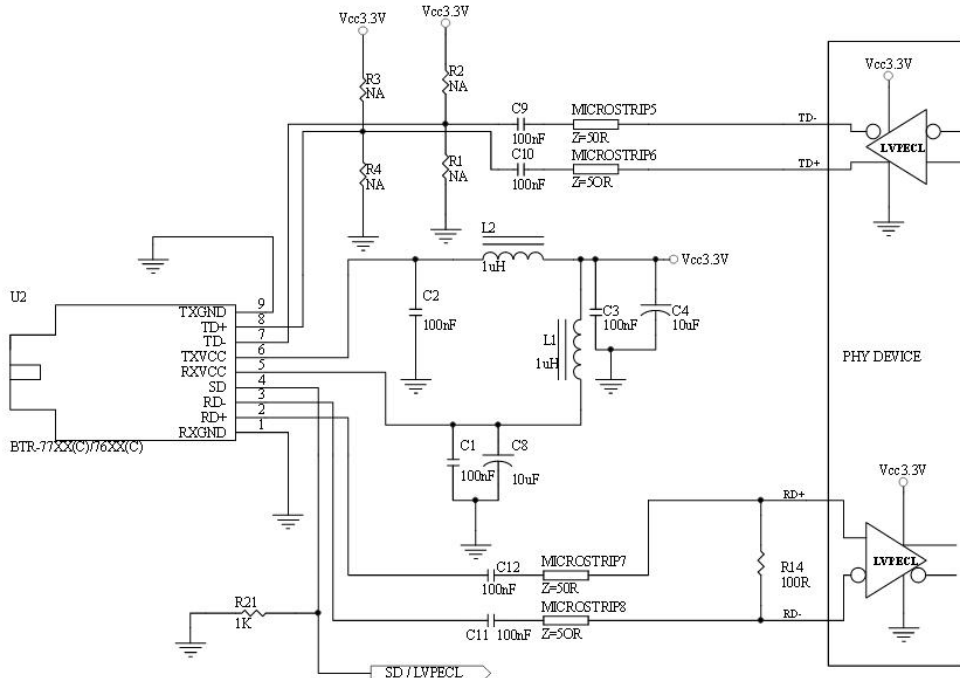 Vcc3.3V
Vcc3.3V
R3
NA
R2
NA
R4
NA
R1
NA
C9
100nF
MICROSTRIP5
Z=50R
C10
100nF
MICROSTRIP6
Z=5OR
TD-
TD+
Vcc3.3V
LVPECL
L2
1uH
Vcc3.3V
C2
100nF
L1
1uH
C3
100nF
C4
10uF
PHY DEVICE
U2
TXGND 9
TD+ 8
TD- 7
TXVCC 6
RXVCC 5
SD 4
RD- 3
RD+ 2
RXGND 1
BTR-77XX(C)/76XX(C)
C1
100nF
C8
10uF
Vcc3.3V
RD+
LVPECL
R14
100R
RD-
C12
100nF
MICROSTRIP7
Z=50R
C11 100nF
MICROSTRIP8
Z=5OR
R21
1K
SD / LVPECL